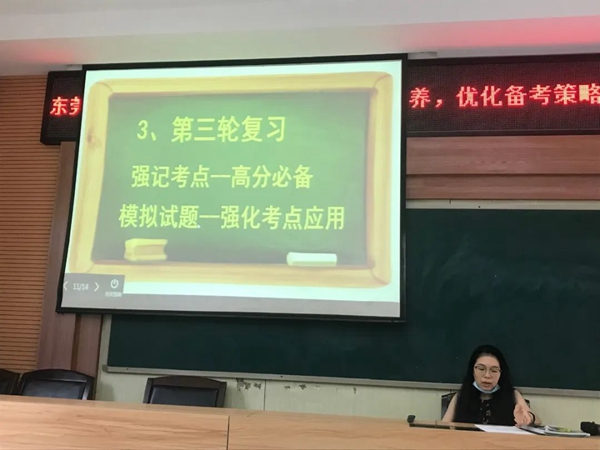 东莞
养，优化备考策略
3、第三轮复习
强记考点—高分必备
模拟试题—强化考点应用
11/14